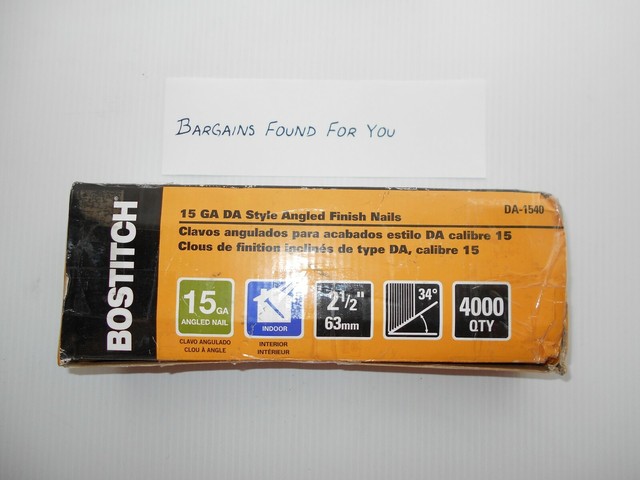 BARGAINS FOUND FOR YOU
BOSTITCH
15 GA DA Style Angled Finish Nails
DA-1540
Clavos angulados para acabados estilo DA calibre 15
Clous de finition inclinés de type DA, calibre 15
15 GA
ANGLED NAIL
CLAVO ANGULADO
CLOU À ANGLE
INDOOR
INTERIOR
INTÉRIEUR
2 1/2"
63mm
34°
4000
QTY